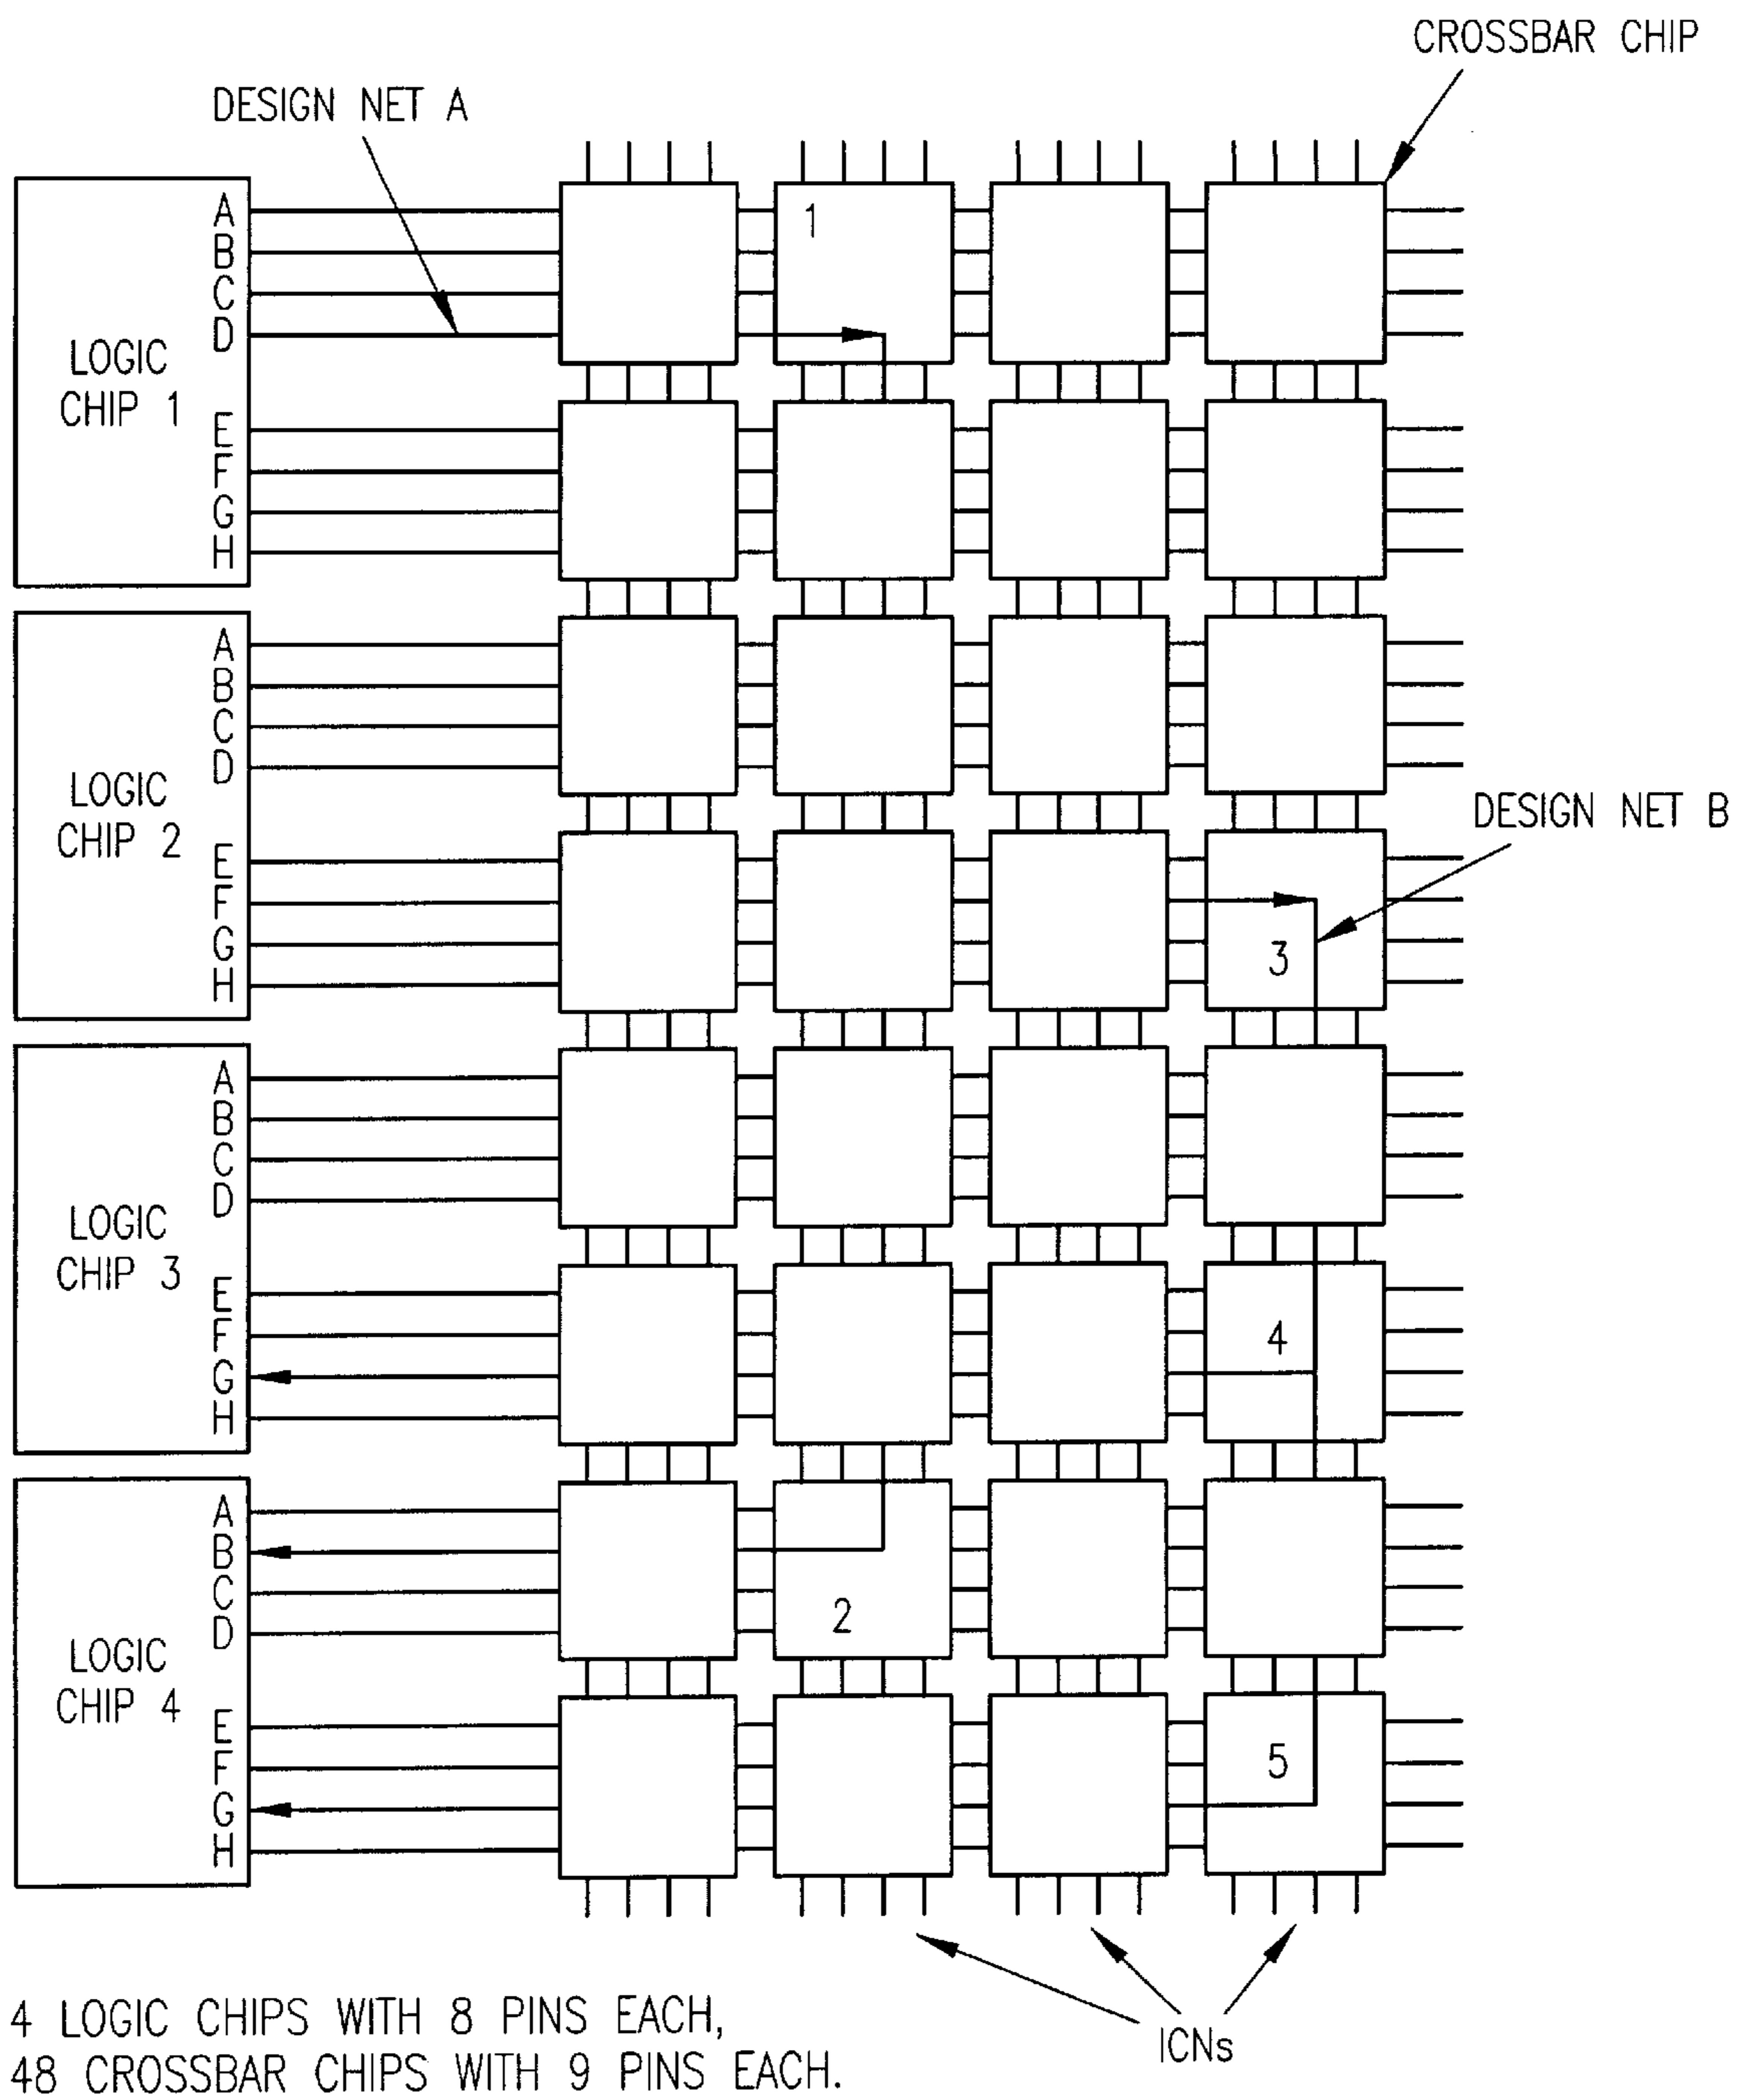 CROSSBAR CHIP
DESIGN NET A
A
B
C
D
LOGIC
CHIP 1
E
F
G
H
1
A
B
C
D
LOGIC
CHIP 2
E
F
G
H
DESIGN NET B
3
A
B
C
D
LOGIC
CHIP 3
E
F
G
H
4
A
B
C
D
LOGIC
CHIP 4
E
F
G
H
2
5
ICNs
4 LOGIC CHIPS WITH 8 PINS EACH,
48 CROSSBAR CHIPS WITH 9 PINS EACH.